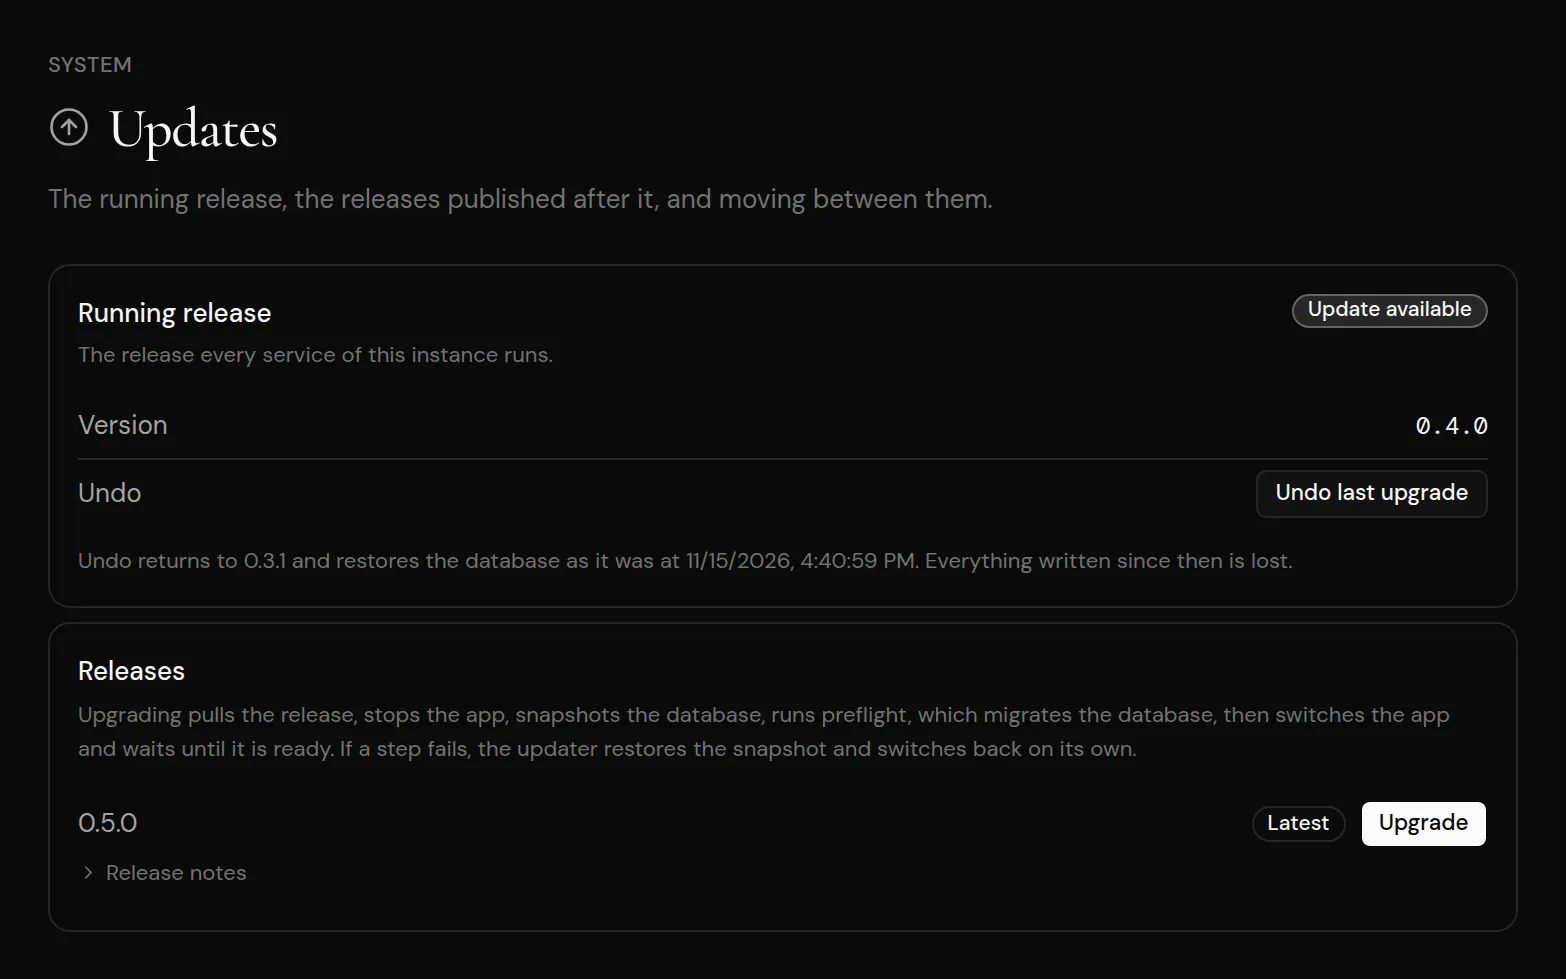 SYSTEM
Updates
The running release, the releases published after it, and moving between them.
Running release
Update available
The release every service of this instance runs.
Version
0.4.0
Undo
Undo last upgrade
Undo returns to 0.3.1 and restores the database as it was at 11/15/2026, 4:40:59 PM. Everything written since then is lost.
Releases
Upgrading pulls the release, stops the app, snapshots the database, runs preflight, which migrates the database, then switches the app
and waits until it is ready. If a step fails, the updater restores the snapshot and switches back on its own.
0.5.0
Latest
Upgrade
Release notes